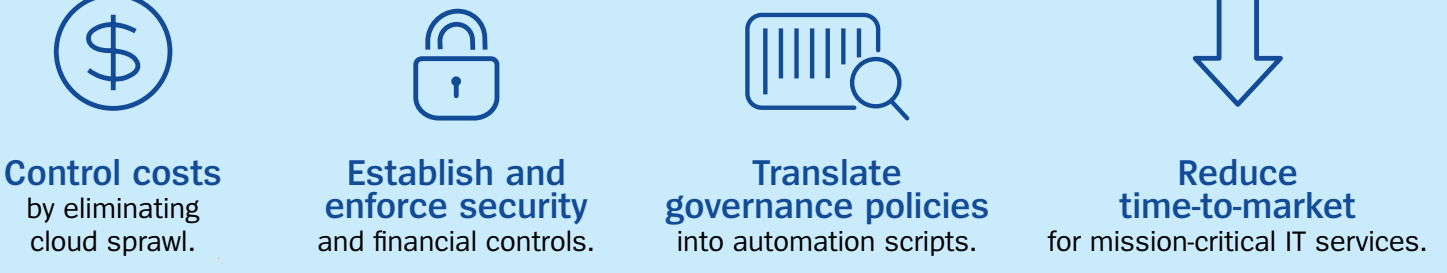 Control costs
by eliminating
cloud sprawl.
Establish and
enforce security
and financial controls.
Translate
governance policies
into automation scripts.
Reduce
time-to-market
for mission-critical IT services.